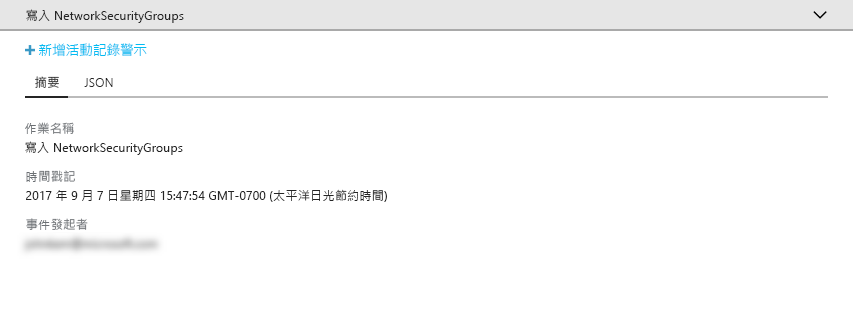 寫入 NetworkSecurityGroups
新增活動記錄警示
摘要 JSON
作業名稱
寫入 NetworkSecurityGroups
時間戳記
2017 年 9 月 7 日星期四 15:47:54 GMT-0700 (太平洋日光節約時間)
事件發起者